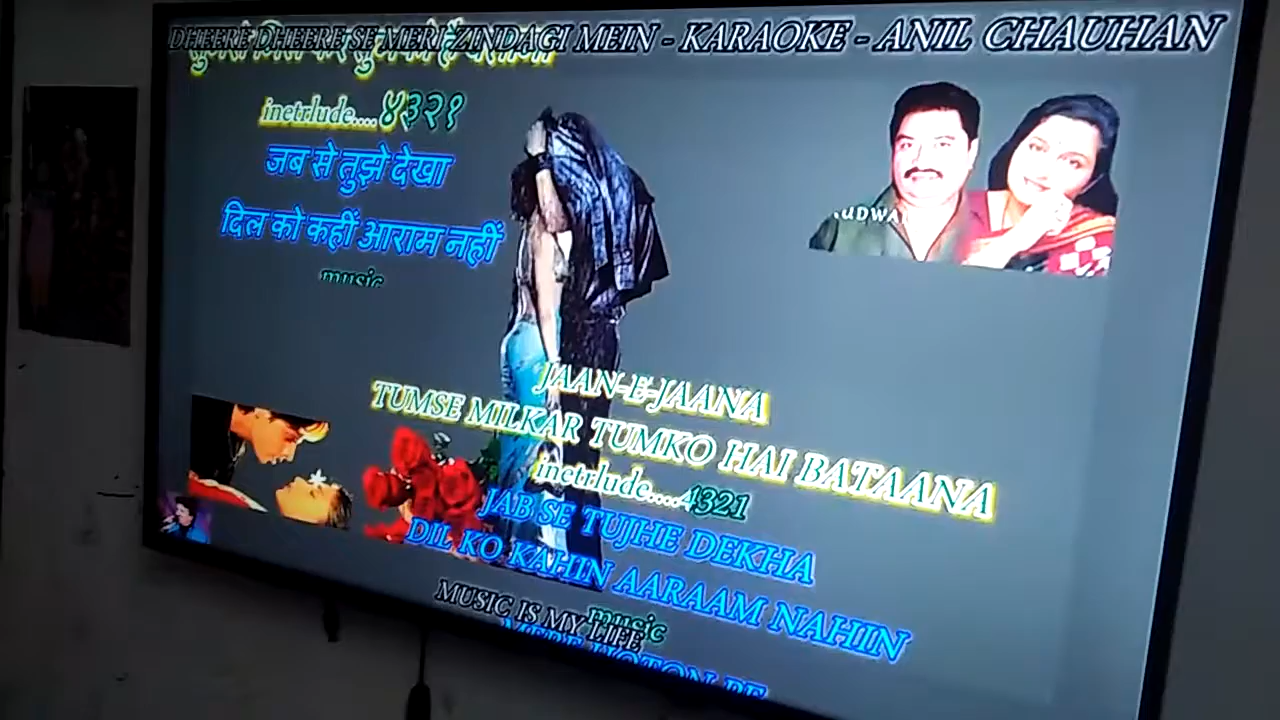 DHEERE DHEERE SE MERI ZINDAGI MEIN - KARAOKE - ANIL CHAUHAN
inetrlude....४३२१
जब से तुझे देखा
दिल को कहीं आराम नहीं
music
JAAN-E-JAANA
TUMSE MILKAR TUMKO HAI BATAANA
inetrlude....4321
JAB SE TUJHE DEKHA
DIL KO KAHIN AARAAM NAHIN
music
MUSIC IS MY LIFE